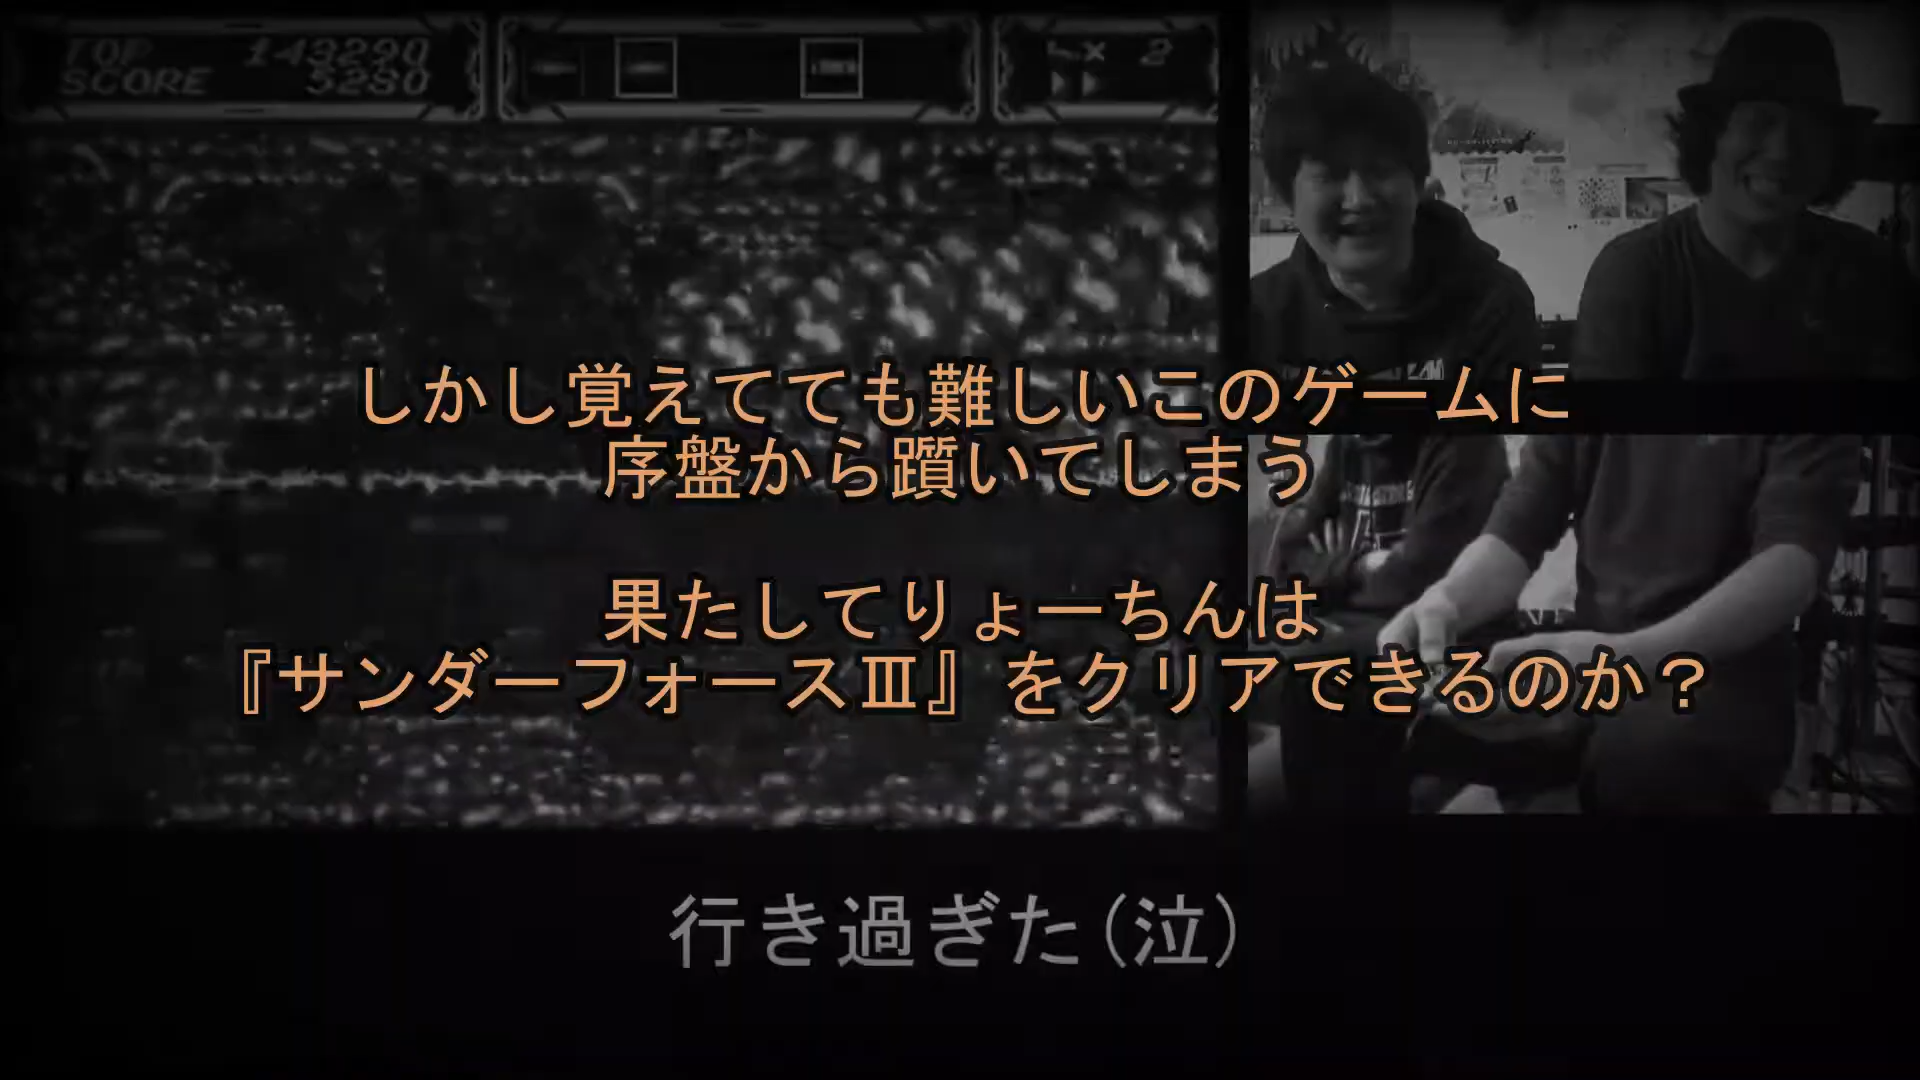 TOP 143290
SCORE 5280
× 2
しかし覚えてても難しいこのゲームに
序盤から躓いてしまう
果たしてりょーちんは
『サンダーフォースⅢ』をクリアできるのか？
行き過ぎた(泣)